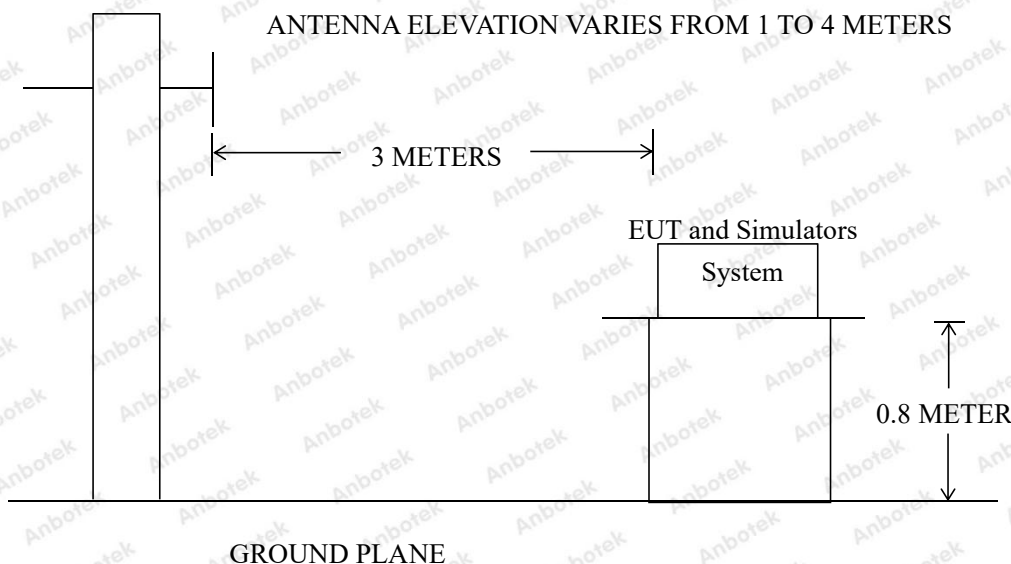 ANTENNA ELEVATION VARIES FROM 1 TO 4 METERS
3 METERS
EUT and Simulators
System
0.8 METER
GROUND PLANE
Anbotek